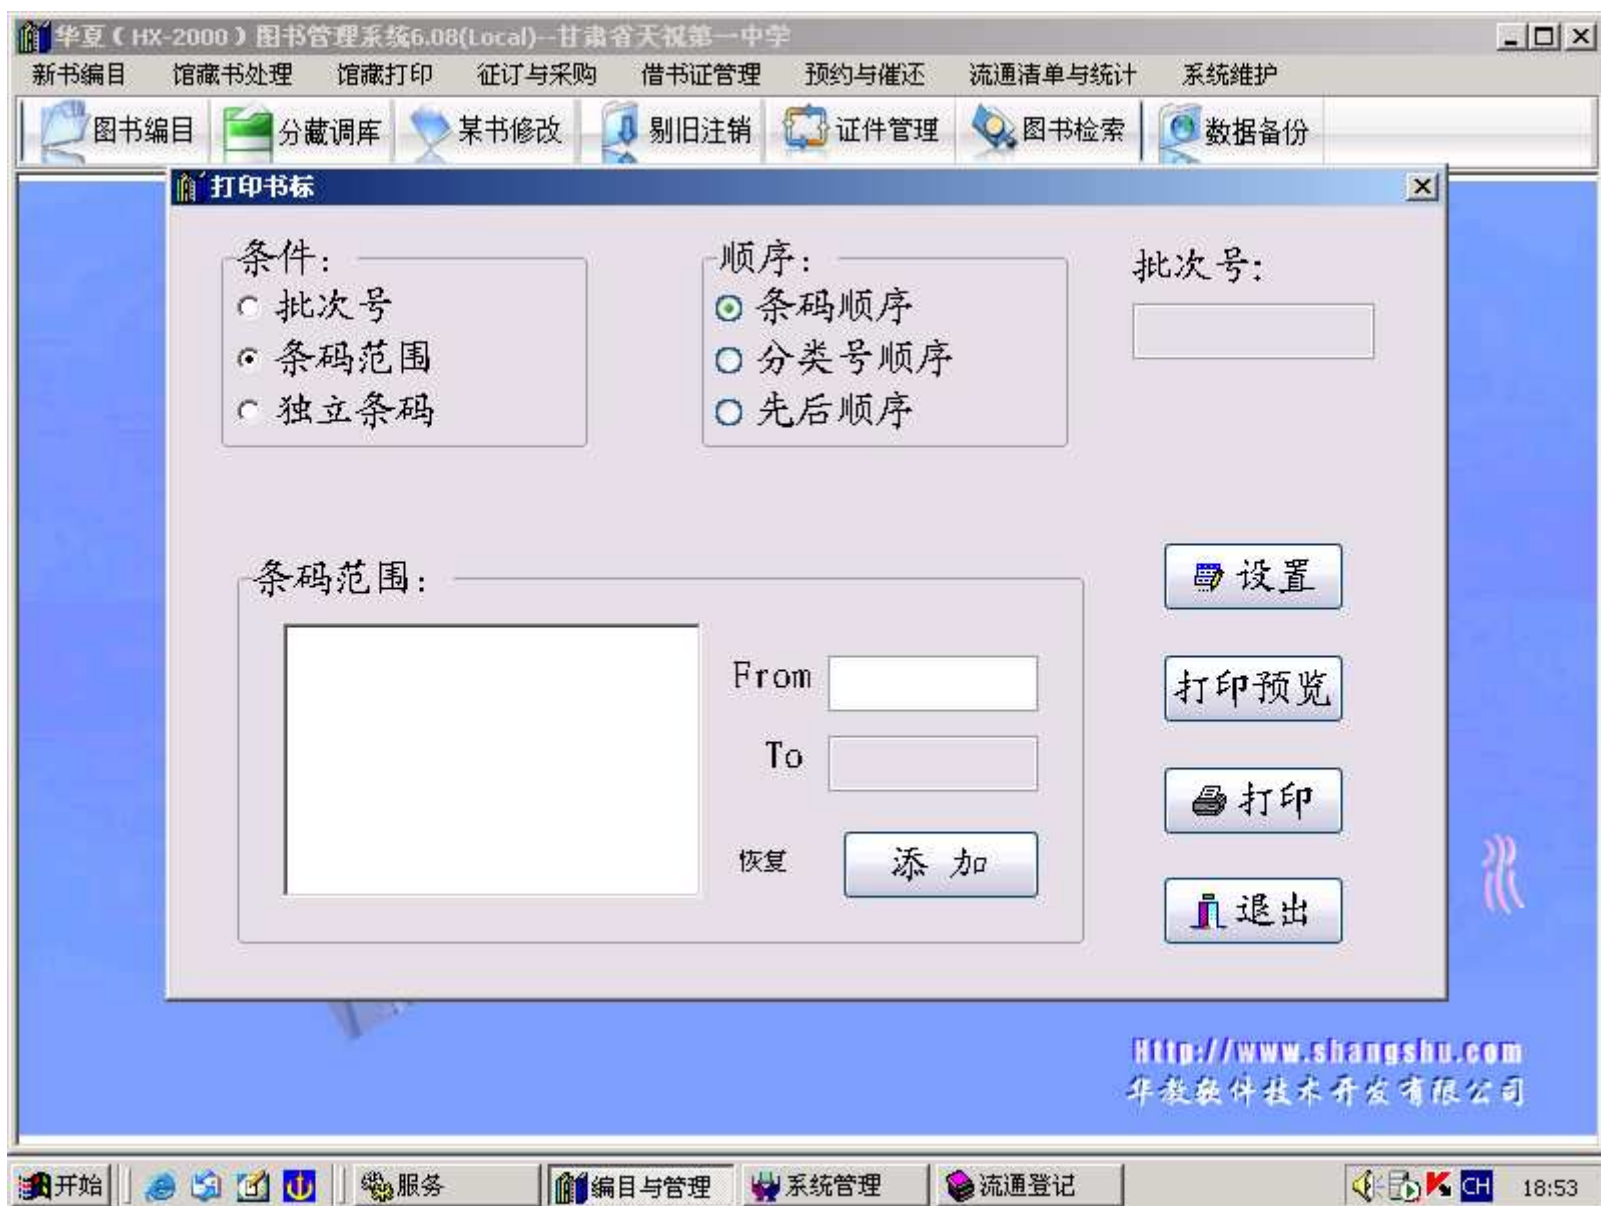 华夏(HX-2000)图书管理系统6.08(Local)--甘肃省天祝第一中学
新书编目 馆藏书处理 馆藏打印 征订与采购 借书证管理 预约与催还 流通清单与统计 系统维护
图书编目 分藏调库 某书修改 剔旧注销 证件管理 图书检索 数据备份
打印书标
条件: 顺序: 批次号:
批次号 条码顺序
条码范围 分类号顺序
独立条码 先后顺序
条码范围: 设置
From 打印预览
To 打印
恢复 添 加
退出
Http://www.shangshu.com
华教软件技术开发有限公司
开始 服务 编目与管理 系统管理 流通登记 CH 18:53